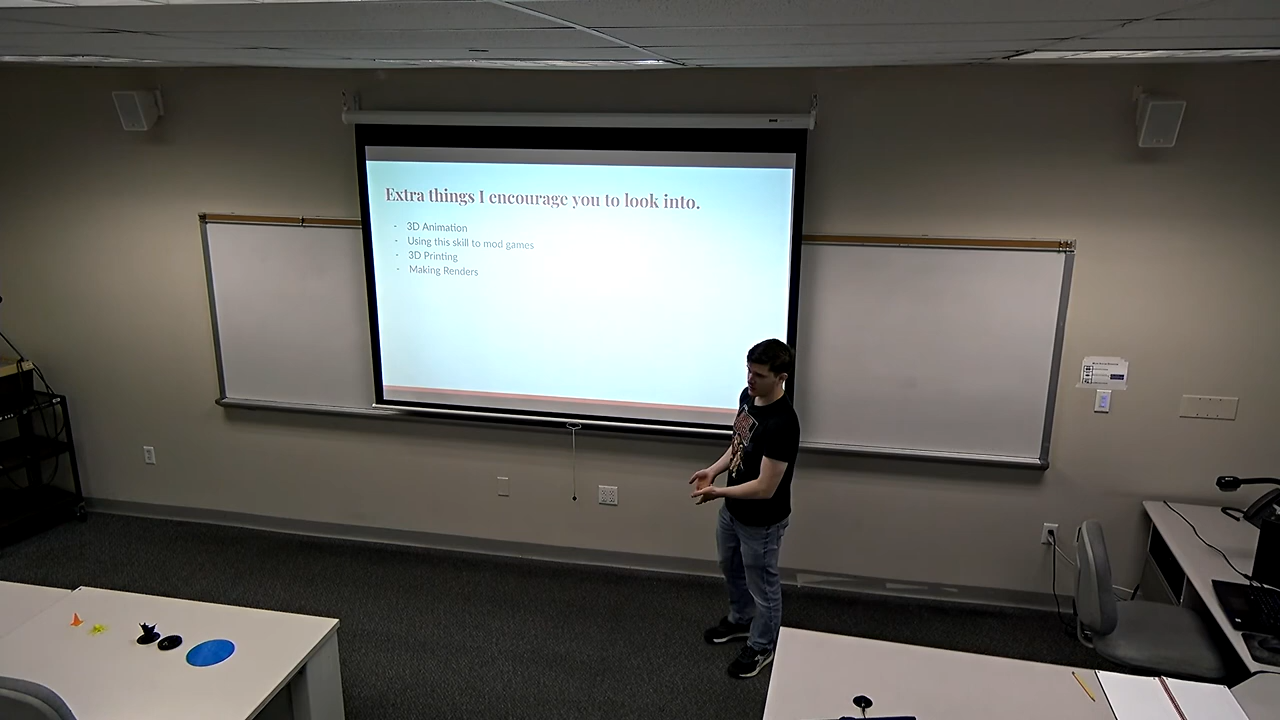 Extra things I encourage you to look into.
- 3D Animation
- Using this skill to mod games
- 3D Printing
- Making Renders